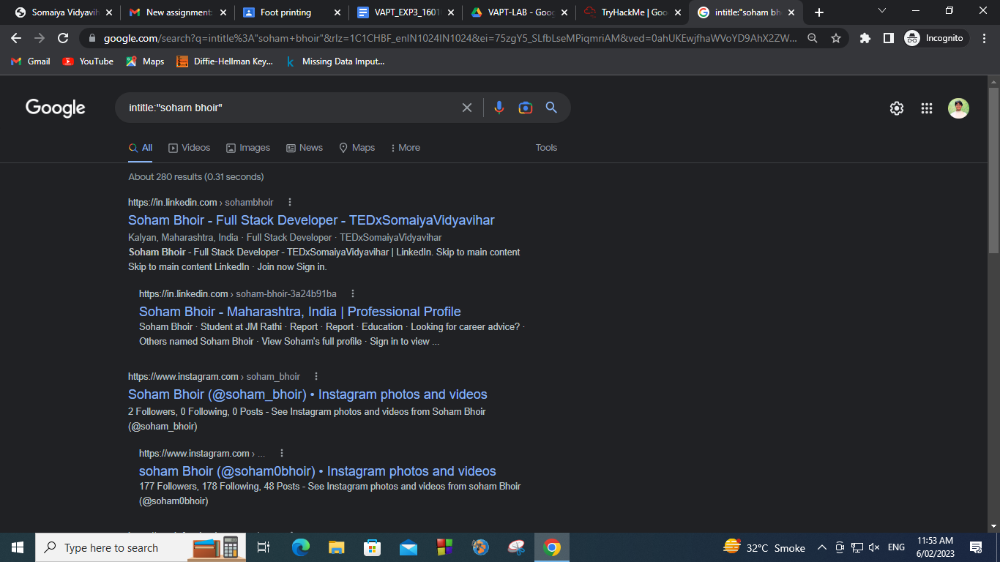 Somaiya Vidyavih
New assignment:
Foot printing
VAPT_EXP3_1601
VAPT-LAB - Goog
TryHackMe | Goo
intitle:"soham bh
google.com/search?q=intitle%3A"soham+bhoir"&rlz=1C1CHBF_enIN1024IN1024&ei=75zgY5_SLfbLseMPiqmriAM&ved=0ahUKEwjfhaWVoYD9AhX2ZW...
Incognito
Gmail
YouTube
Maps
Diffie-Hellman Key...
Missing Data Imput...
Google
intitle:"soham bhoir"
All
Videos
Images
News
Maps
More
Tools
About 280 results (0.31 seconds)
https://in.linkedin.com › sohambhoir
Soham Bhoir - Full Stack Developer - TEDxSomaiyaVidyavihar
Kalyan, Maharashtra, India · Full Stack Developer · TEDxSomaiyaVidyavihar
Soham Bhoir - Full Stack Developer - TEDxSomaiyaVidyavihar | LinkedIn. Skip to main content
Skip to main content LinkedIn · Join now Sign in.
https://in.linkedin.com › soham-bhoir-3a24b91ba
Soham Bhoir - Maharashtra, India | Professional Profile
Soham Bhoir · Student at JM Rathi · Report · Report · Education · Looking for career advice? ·
Others named Soham Bhoir · View Soham's full profile · Sign in to view ...
https://www.instagram.com › soham_bhoir
Soham Bhoir (@soham_bhoir) • Instagram photos and videos
2 Followers, 0 Following, 0 Posts - See Instagram photos and videos from Soham Bhoir
(@soham_bhoir)
https://www.instagram.com › ...
soham Bhoir (@soham0bhoir) • Instagram photos and videos
177 Followers, 178 Following, 48 Posts - See Instagram photos and videos from soham Bhoir
(@soham0bhoir)
Type here to search
32°C Smoke
ENG
11:53 AM
6/02/2023